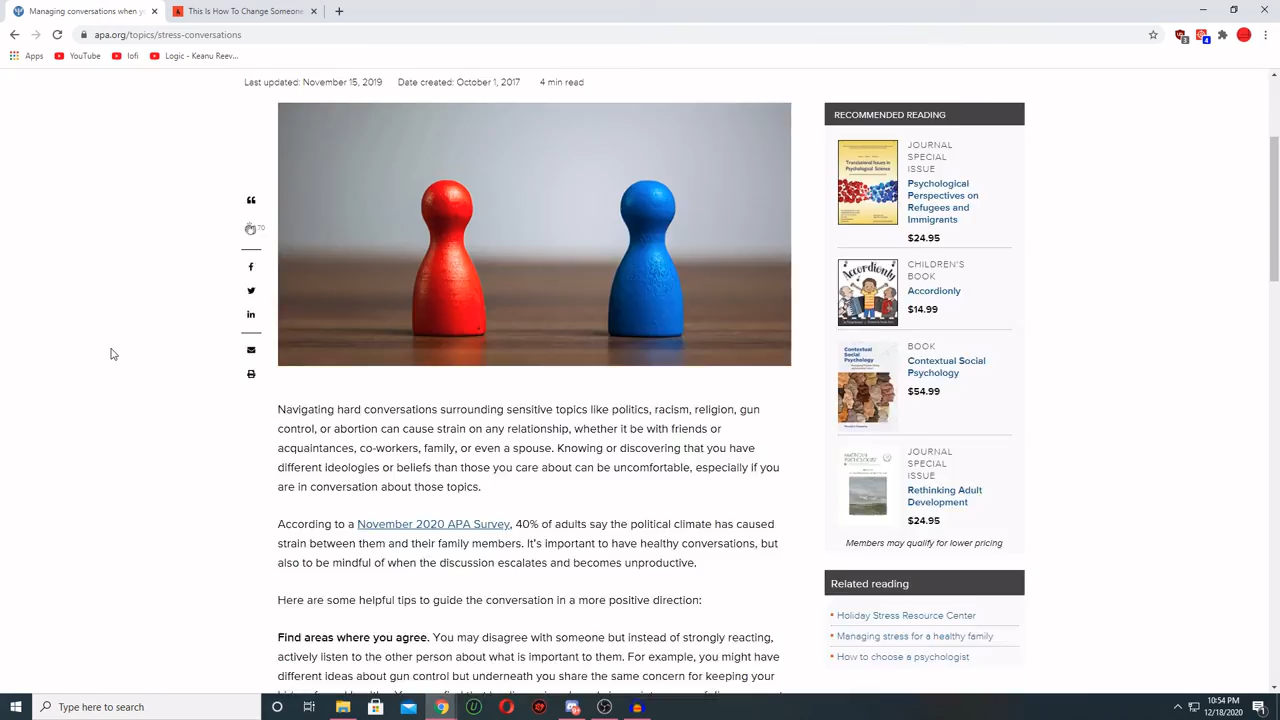 Managing conversations when y
This Is How To Change Someone
apa.org/topics/stress-conversations
3
4
Apps
YouTube
lofi
Logic - Keanu Reev...
Last updated: November 15, 2019 Date created: October 1, 2017 4 min read
70
RECOMMENDED READING
JOURNAL
SPECIAL
ISSUE
Psychological
Perspectives on
Refugees and
Immigrants
$24.95
Translational Issues in
Psychological Science
CHILDREN'S
BOOK
Accordionly
$14.99
Accordionly
BOOK
Contextual Social
Psychology
$54.99
Contextual
Social
Psychology
JOURNAL
SPECIAL
ISSUE
Rethinking Adult
Development
$24.95
Members may qualify for lower pricing
Related reading
Holiday Stress Resource Center
Managing stress for a healthy family
How to choose a psychologist
Navigating hard conversations surrounding sensitive topics like politics, racism, religion, gun
control, or abortion can cause strain on any relationship, whether it be with friends or
acquaintances, co-workers, family, or even a spouse. Knowing or discovering that you have
different ideologies or beliefs than those you care about can be uncomfortable, especially if you
are in conversation about those topics.
According to a November 2020 APA Survey, 40% of adults say the political climate has caused
strain between them and their family members. It's important to have healthy conversations, but
also to be mindful of when the discussion escalates and becomes unproductive.
Here are some helpful tips to guide the conversation in a more positive direction:
Find areas where you agree. You may disagree with someone but instead of strongly reacting,
actively listen to the other person about what is important to them. For example, you might have
different ideas about gun control but underneath you share the same concern for keeping your
Type here to search
10:54 PM
12/18/2020
1